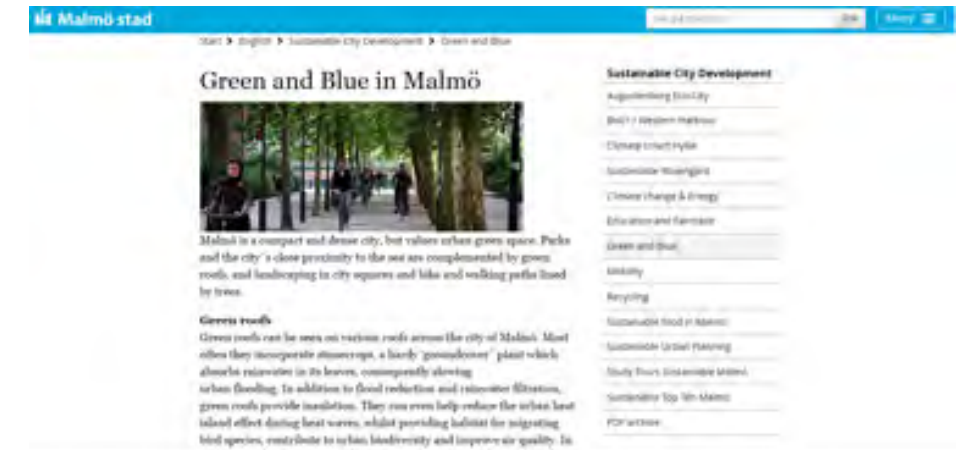 Malmö stad
Meny
Start > English > Sustainable City Development > Green and Blue
Green and Blue in Malmö
Malmö is a compact and dense city, but values urban green space. Parks
and the city´s close proximity to the sea are complemented by green
roofs, and landscaping in city squares and bike and walking paths lined
by trees.
Green roofs
Green roofs can be seen on various roofs across the city of Malmö. Most
often they incorporate stonecrops, a hardy 'groundcover' plant which
absorbs rainwater in its leaves, consequently slowing
urban flooding. In addition to flood reduction and rainwater filtration,
green roofs provide insulation. They can even help reduce the urban heat
island effect during heat waves, whilst providing habitat for migrating
bird species, contribute to urban biodiversity and improve air quality. In
Sustainable City Development
Augustenborg Eco-City
Bo01 / Western Harbour
Climate Smart Hyllie
Sustainable Rosengård
Climate Change & Energy
Education and Fairtrade
Green and Blue
Mobility
Recycling
Sustainable food in Malmö
Sustainable Urban Planning
Study Tours Sustainable Malmö
Sustainable Top Ten Malmö
PDF archive